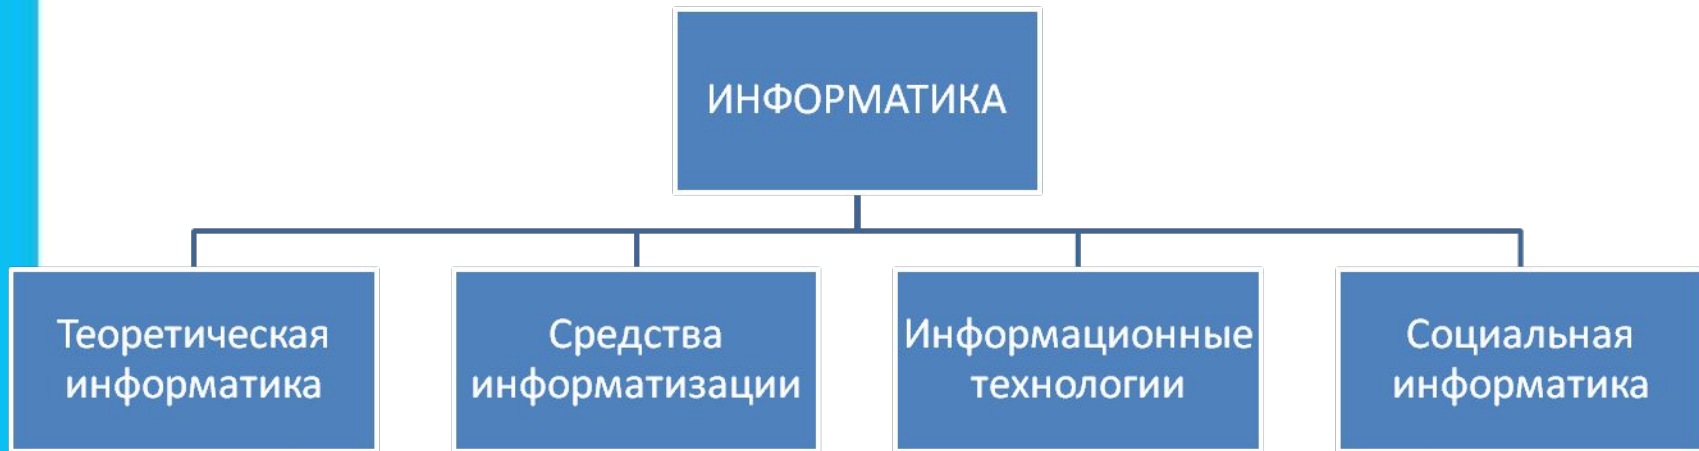 ИНФОРМАТИКА
Теоретическая
информатика
Средства
информатизации
Информационные
технологии
Социальная
информатика